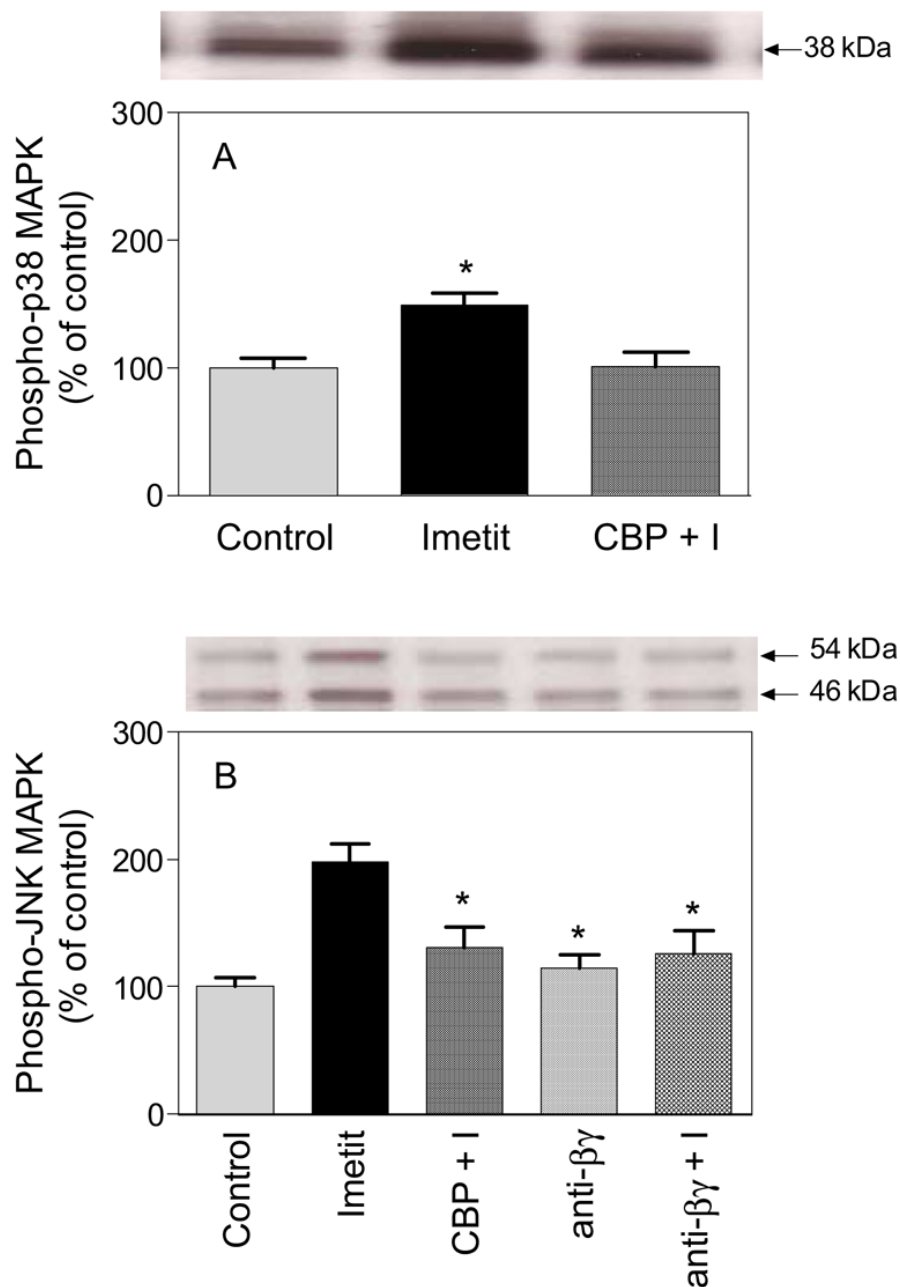 38 kDa
300
A
Phospho-p38 MAPK
(% of control)
200
*
100
0
Control Imetit CBP + I
54 kDa
46 kDa
300
B
Phospho-JNK MAPK
(% of control)
200
* * *
100
0
Control
Imetit
CBP + I
anti-βγ
anti-βγ + I